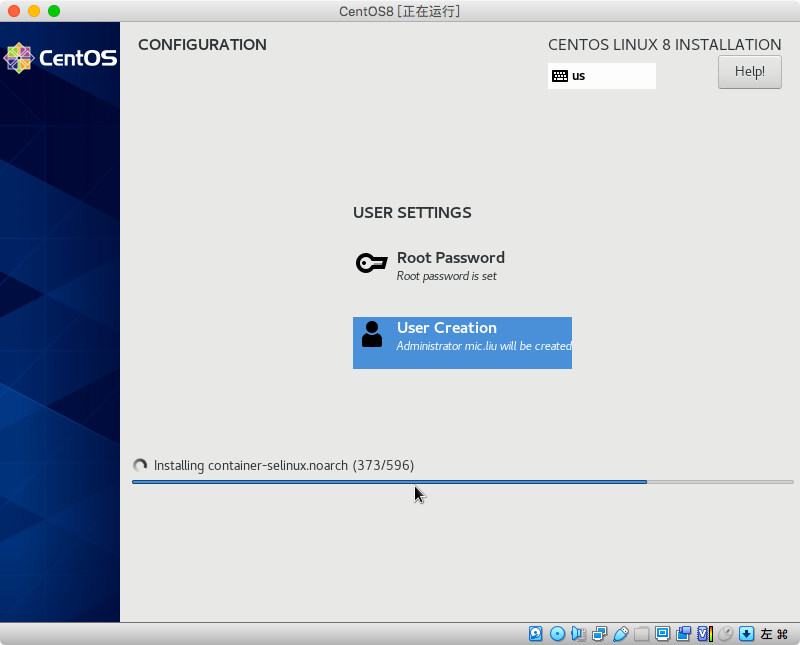 CentOS8 [正在运行]
CentOS
CONFIGURATION
CENTOS LINUX 8 INSTALLATION
us
Help!
USER SETTINGS
Root Password
Root password is set
User Creation
Administrator mic.liu will be created
Installing container-selinux.noarch (373/596)
左 ⌘